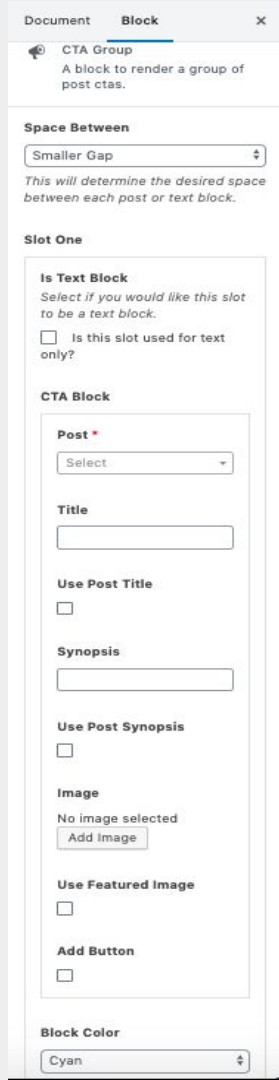 Document Block ×
CTA Group
A block to render a group of
post ctas.
Space Between
Smaller Gap
This will determine the desired space
between each post or text block.
Slot One
Is Text Block
Select if you would like this slot
to be a text block.
Is this slot used for text
only?
CTA Block
Post *
Select
Title
Use Post Title
Synopsis
Use Post Synopsis
Image
No image selected
Add Image
Use Featured Image
Add Button
Block Color
Cyan